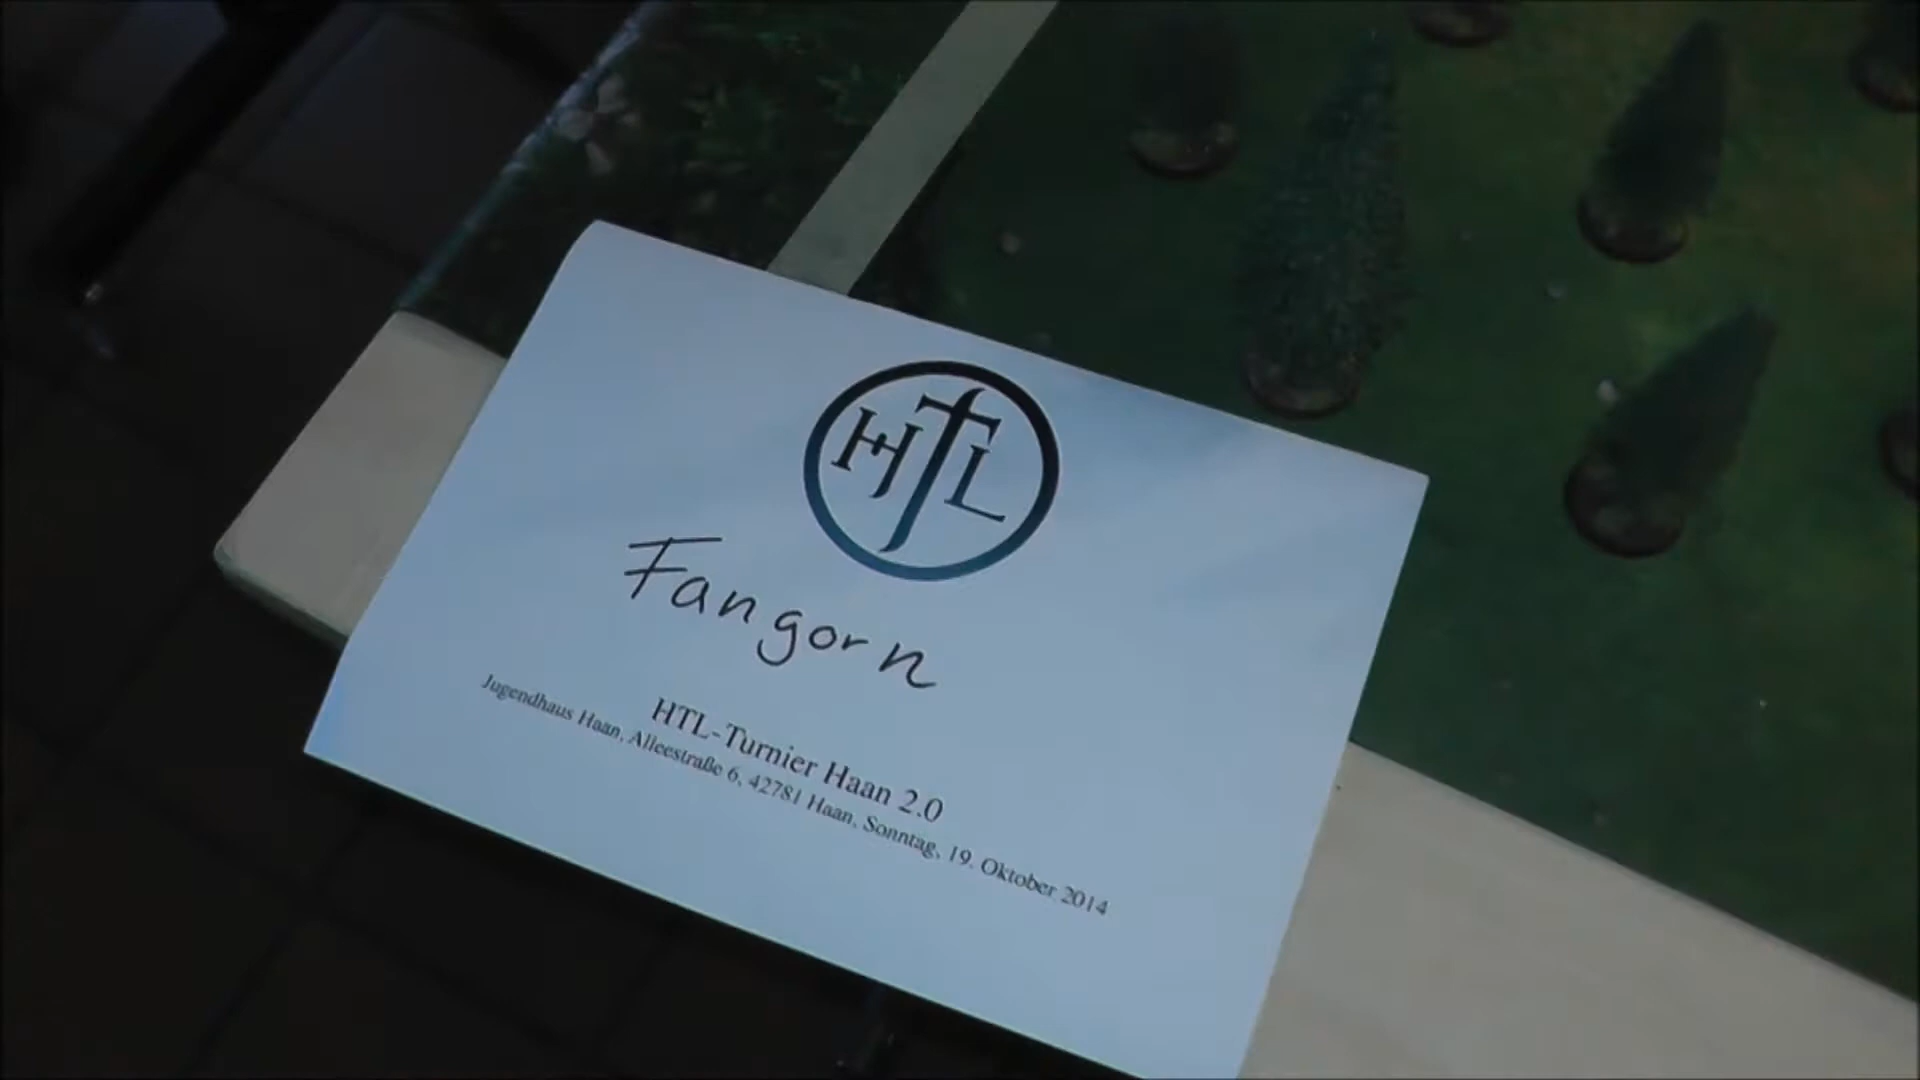 HTL
Fangorn
HTL-Turnier Haan 2.0
Jugendhaus Haan, Alleestraße 6, 42781 Haan, Sonntag, 19. Oktober 2014